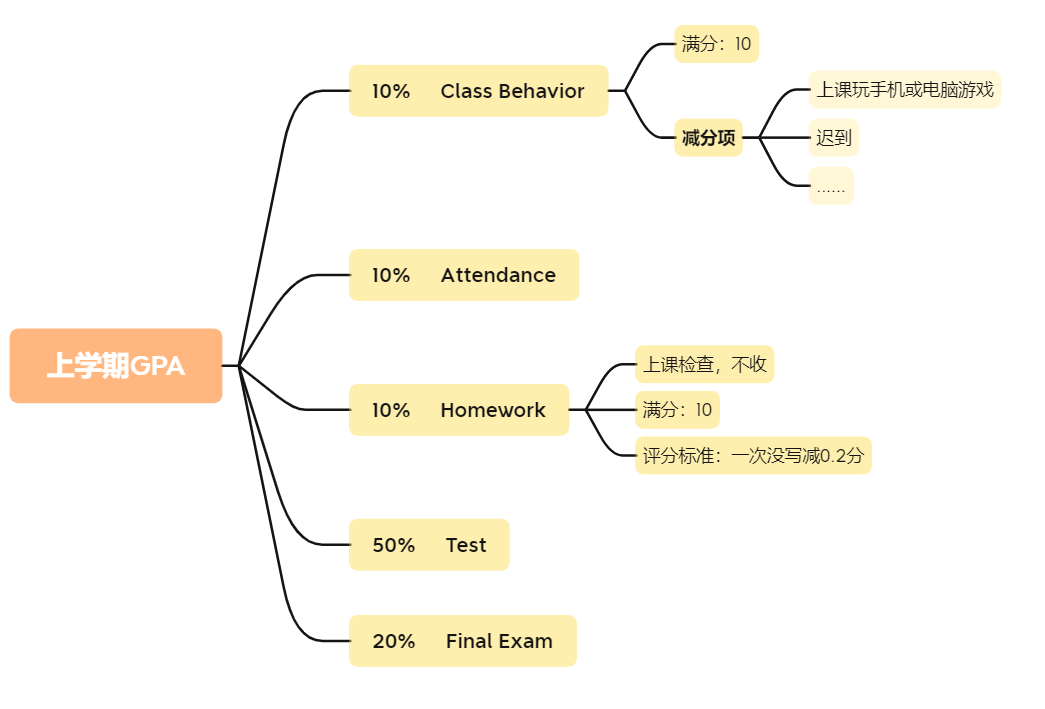 上学期GPA
10% Class Behavior
满分：10
减分项
上课玩手机或电脑游戏
迟到
......
10% Attendance
10% Homework
上课检查，不收
满分：10
评分标准：一次没写减0.2分
50% Test
20% Final Exam